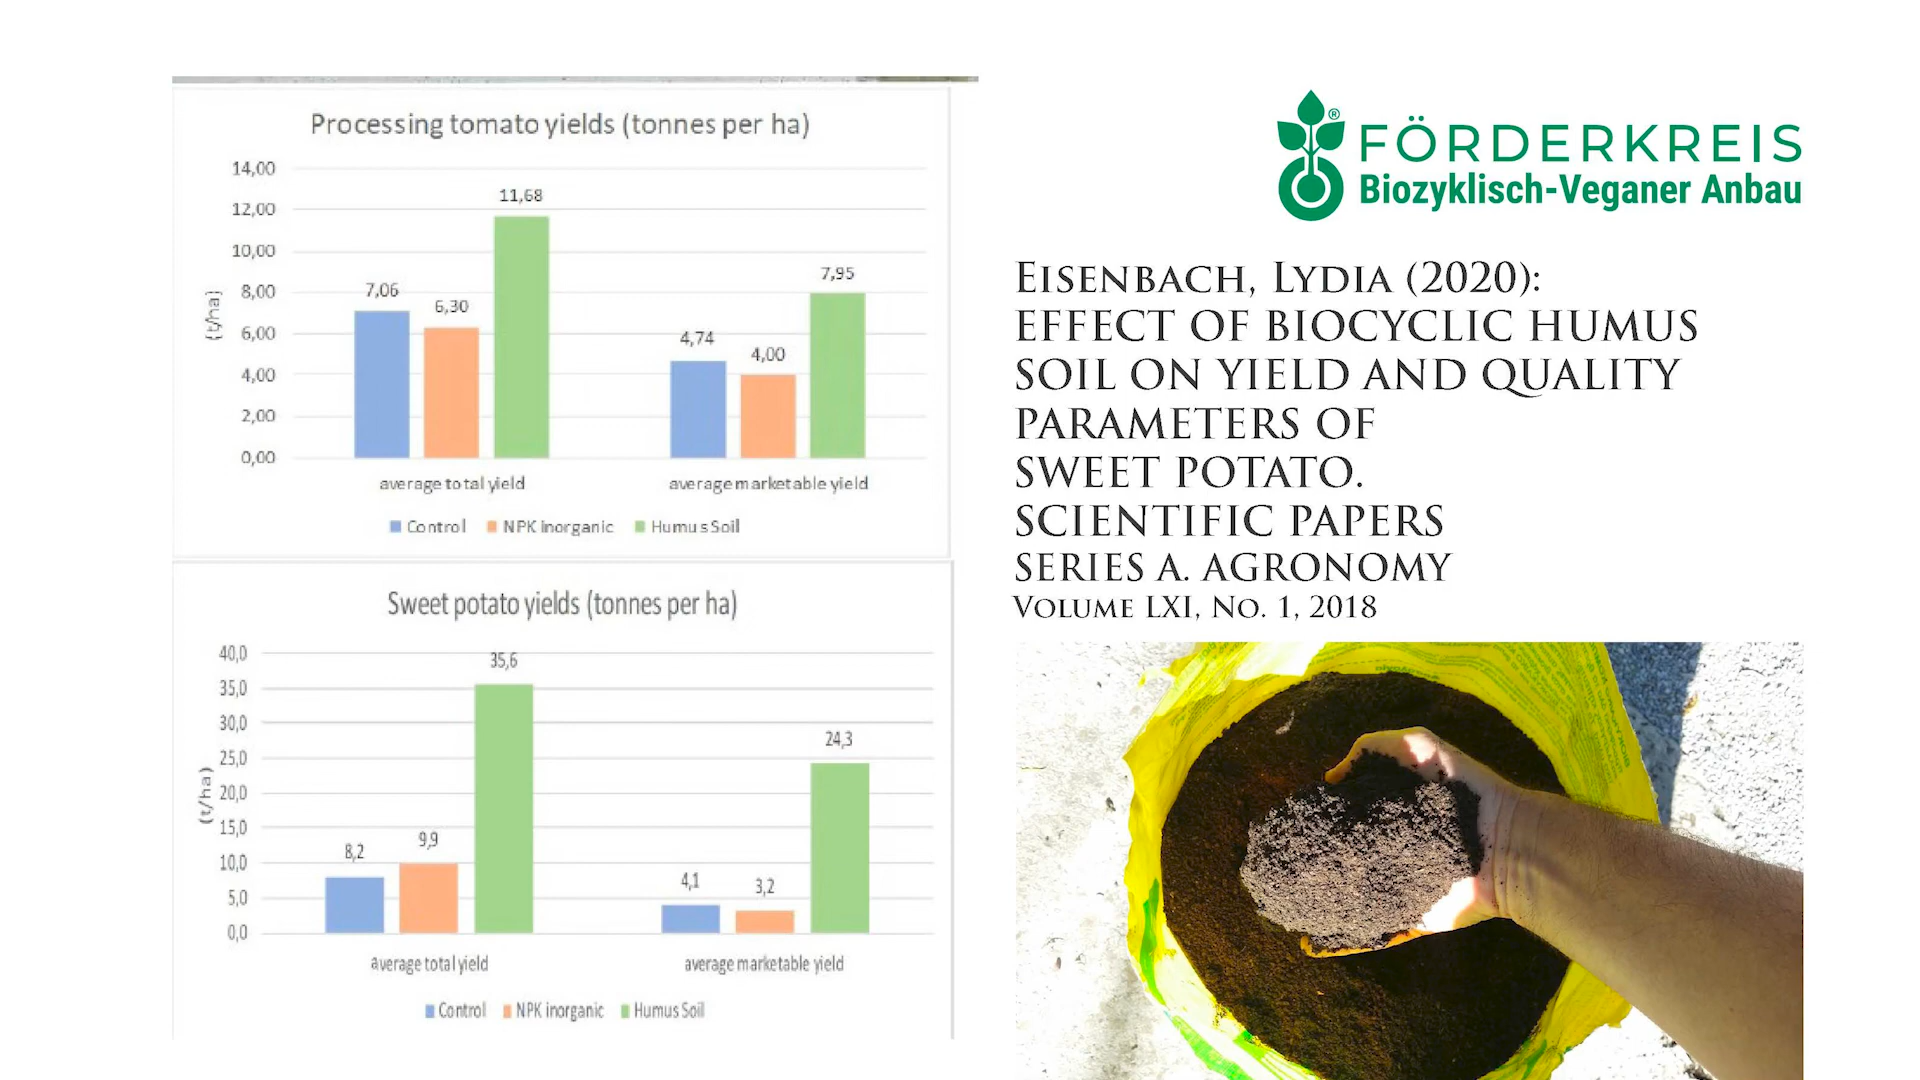 Processing tomato yields (tonnes per ha)
14,00
12,00
10,00
8,00
6,00
4,00
2,00
0,00
(t/ha)
7,06
6,30
11,68
4,74
4,00
7,95
average total yield
average marketable yield
Control
NPK inorganic
Humus Soil
Sweet potato yields (tonnes per ha)
40,0
35,0
30,0
25,0
20,0
15,0
10,0
5,0
0,0
(t/ha)
8,2
9,9
35,6
4,1
3,2
24,3
average total yield
average marketable yield
Control
NPK inorganic
Humus Soil
®
FÖRDERKREIS
Biozyklisch-Veganer Anbau
EISENBACH, LYDIA (2020):
EFFECT OF BIOCYCLIC HUMUS
SOIL ON YIELD AND QUALITY
PARAMETERS OF
SWEET POTATO.
SCIENTIFIC PAPERS
SERIES A. AGRONOMY
VOLUME LXI, NO. 1, 2018